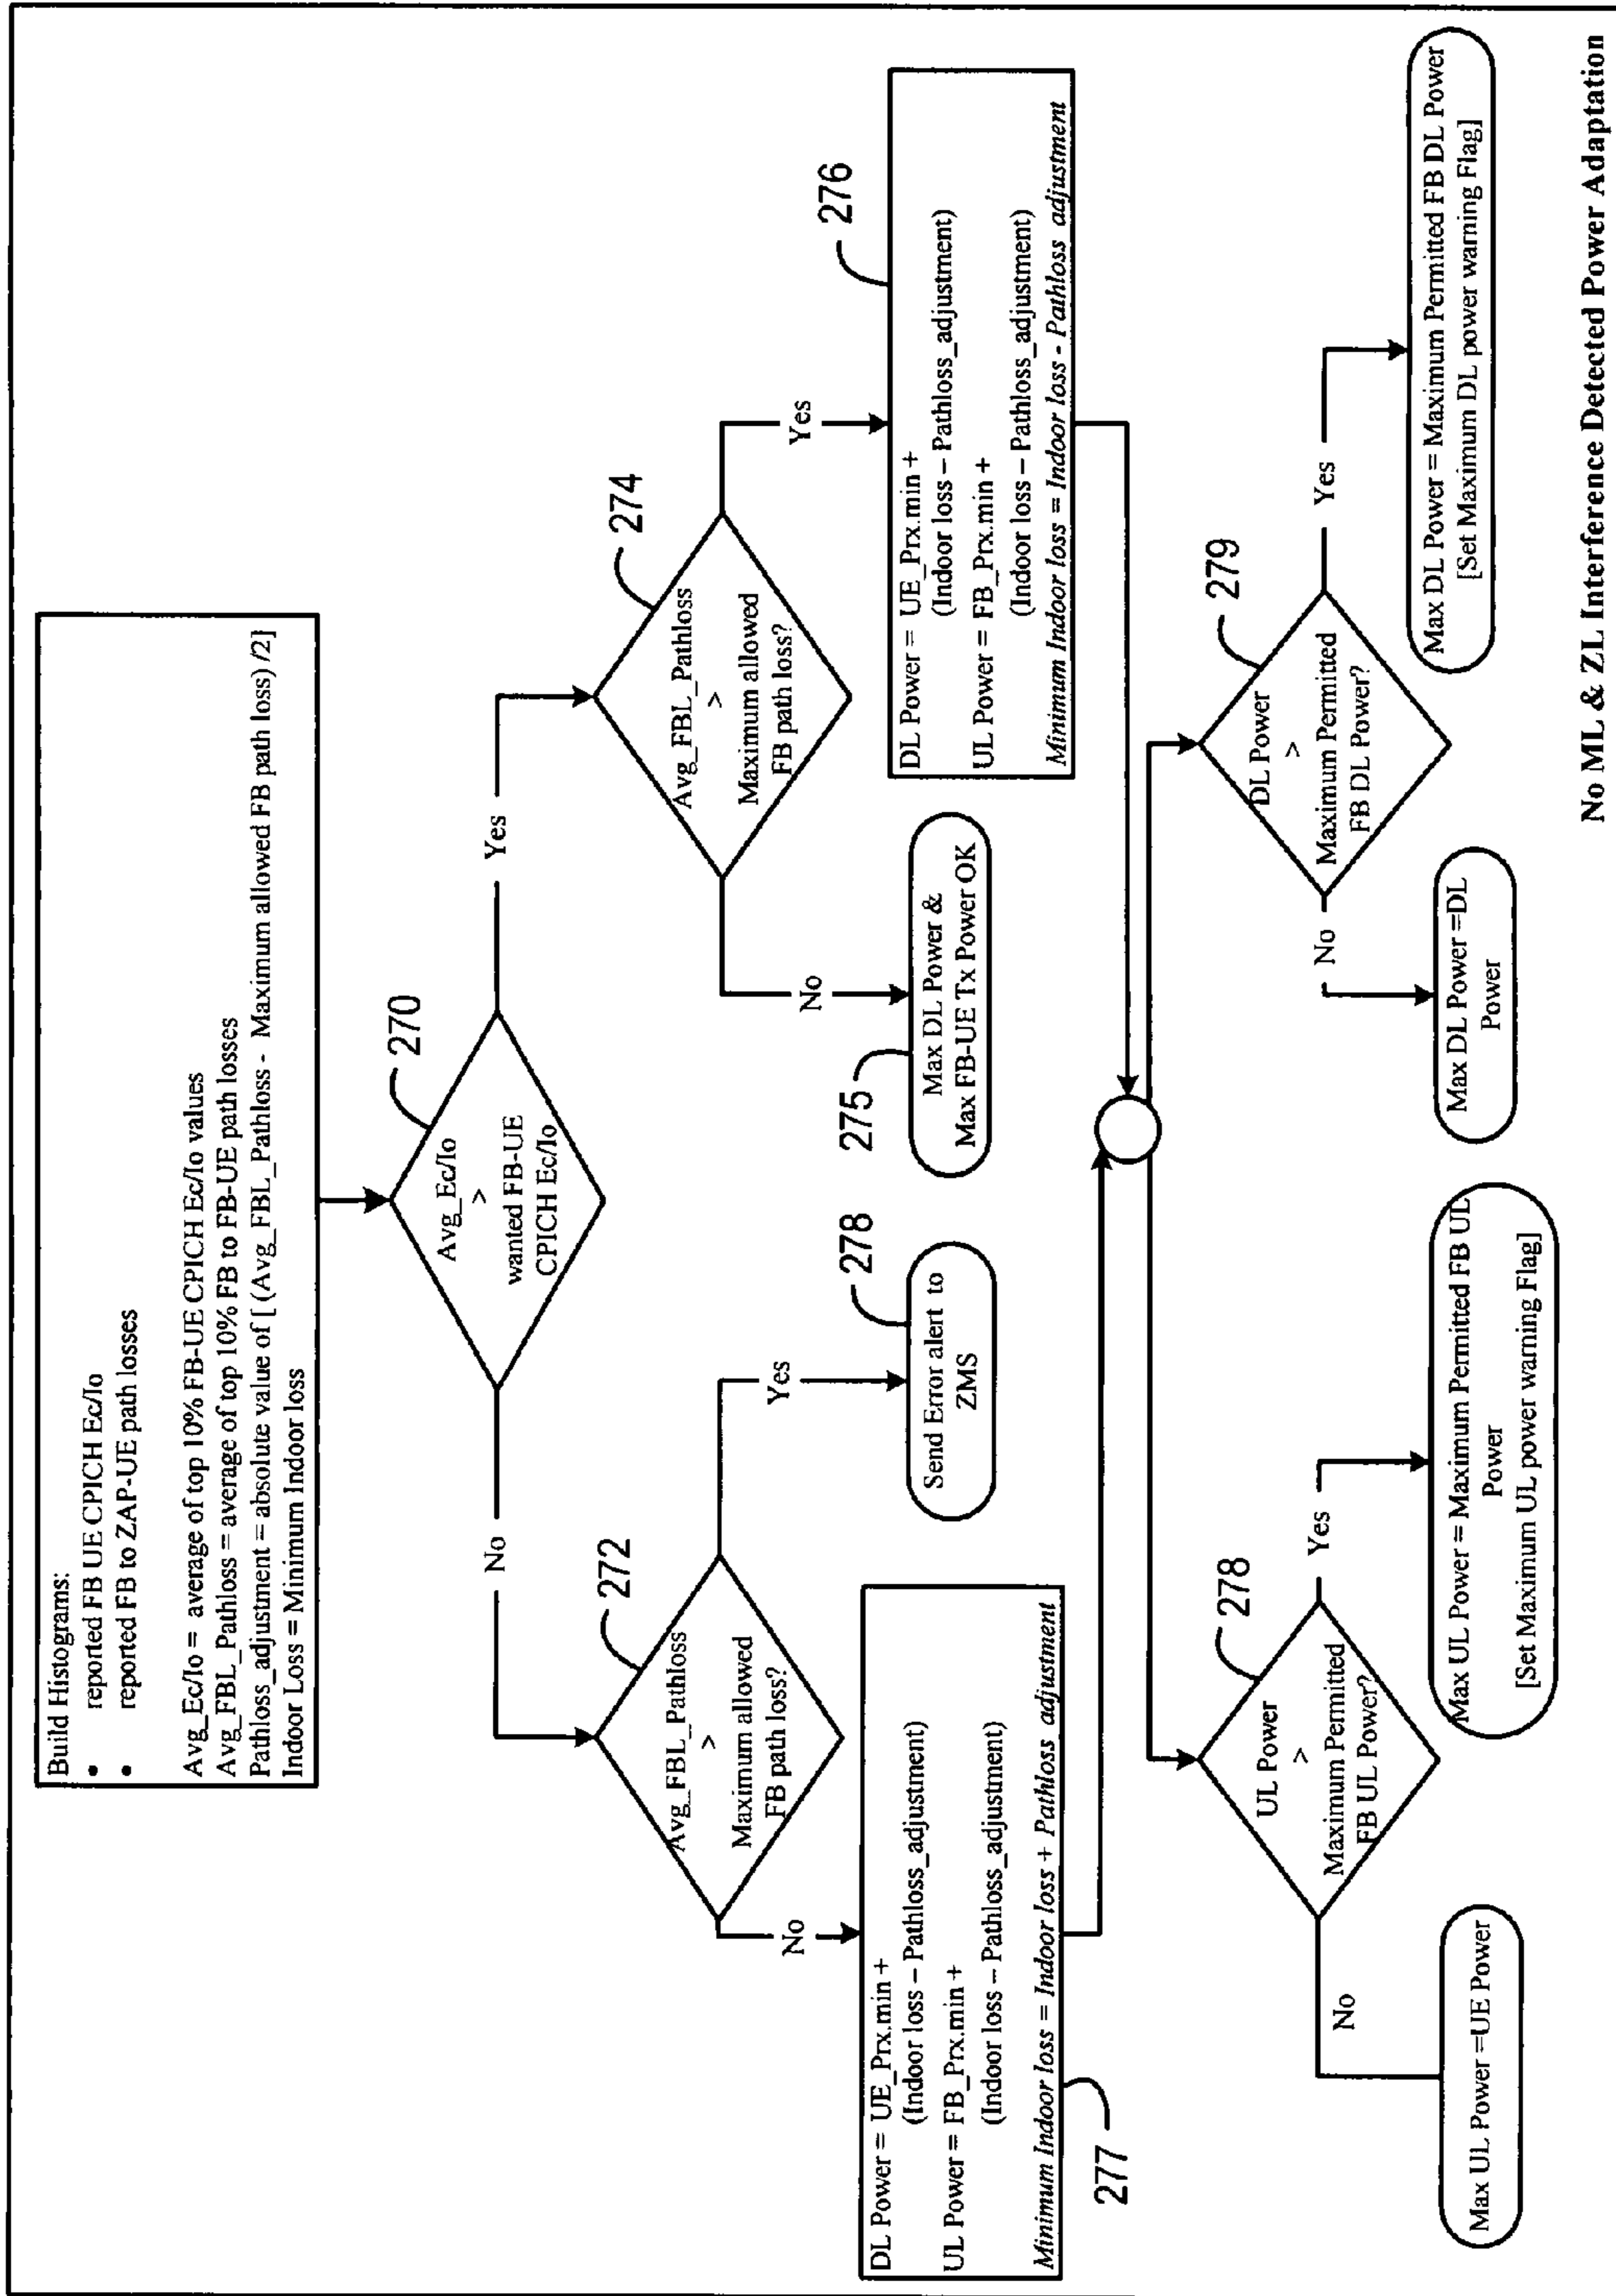 Build Histograms:
• reported FB UE CPICH Ec/Io
• reported FB to ZAP-UE path losses
Avg_Ec/Io = average of top 10% FB-UE CPICH Ec/Io values
Avg_FBL_Pathloss = average of top 10% FB to FB-UE path losses
Pathloss_adjustment = absolute value of [(Avg_FBL_Pathloss - Maximum allowed FB path loss) /2]
Indoor Loss = Minimum Indoor loss
270
Avg_Ec/Io
>
wanted FB-UE
CPICH Ec/Io
No
Yes
272
Avg_FBL_Pathloss
>
Maximum allowed
FB path loss?
No
Yes
274
Avg_FBL_Pathloss
>
Maximum allowed
FB path loss?
No
Yes
DL Power = UE_Prx.min +
(Indoor loss – Pathloss_adjustment)
UL Power = FB_Prx.min +
(Indoor loss – Pathloss_adjustment)
Minimum Indoor loss = Indoor loss + Pathloss adjustment
277
278
Send Error alert to
ZMS
275
Max DL Power &
Max FB-UE Tx Power OK
276
DL Power = UE_Prx.min +
(Indoor loss – Pathloss_adjustment)
UL Power = FB_Prx.min +
(Indoor loss – Pathloss_adjustment)
Minimum Indoor loss = Indoor loss - Pathloss adjustment
278
UL Power
>
Maximum Permitted
FB UL Power?
No
Yes
279
DL Power
>
Maximum Permitted
FB DL Power?
No
Yes
Max UL Power =UE Power
Max UL Power = Maximum Permitted FB UL
Power
[Set Maximum UL power warning Flag]
Max DL Power =DL
Power
Max DL Power = Maximum Permitted FB DL Power
[Set Maximum DL power warning Flag]
No ML & ZL Interference Detected Power Adaptation